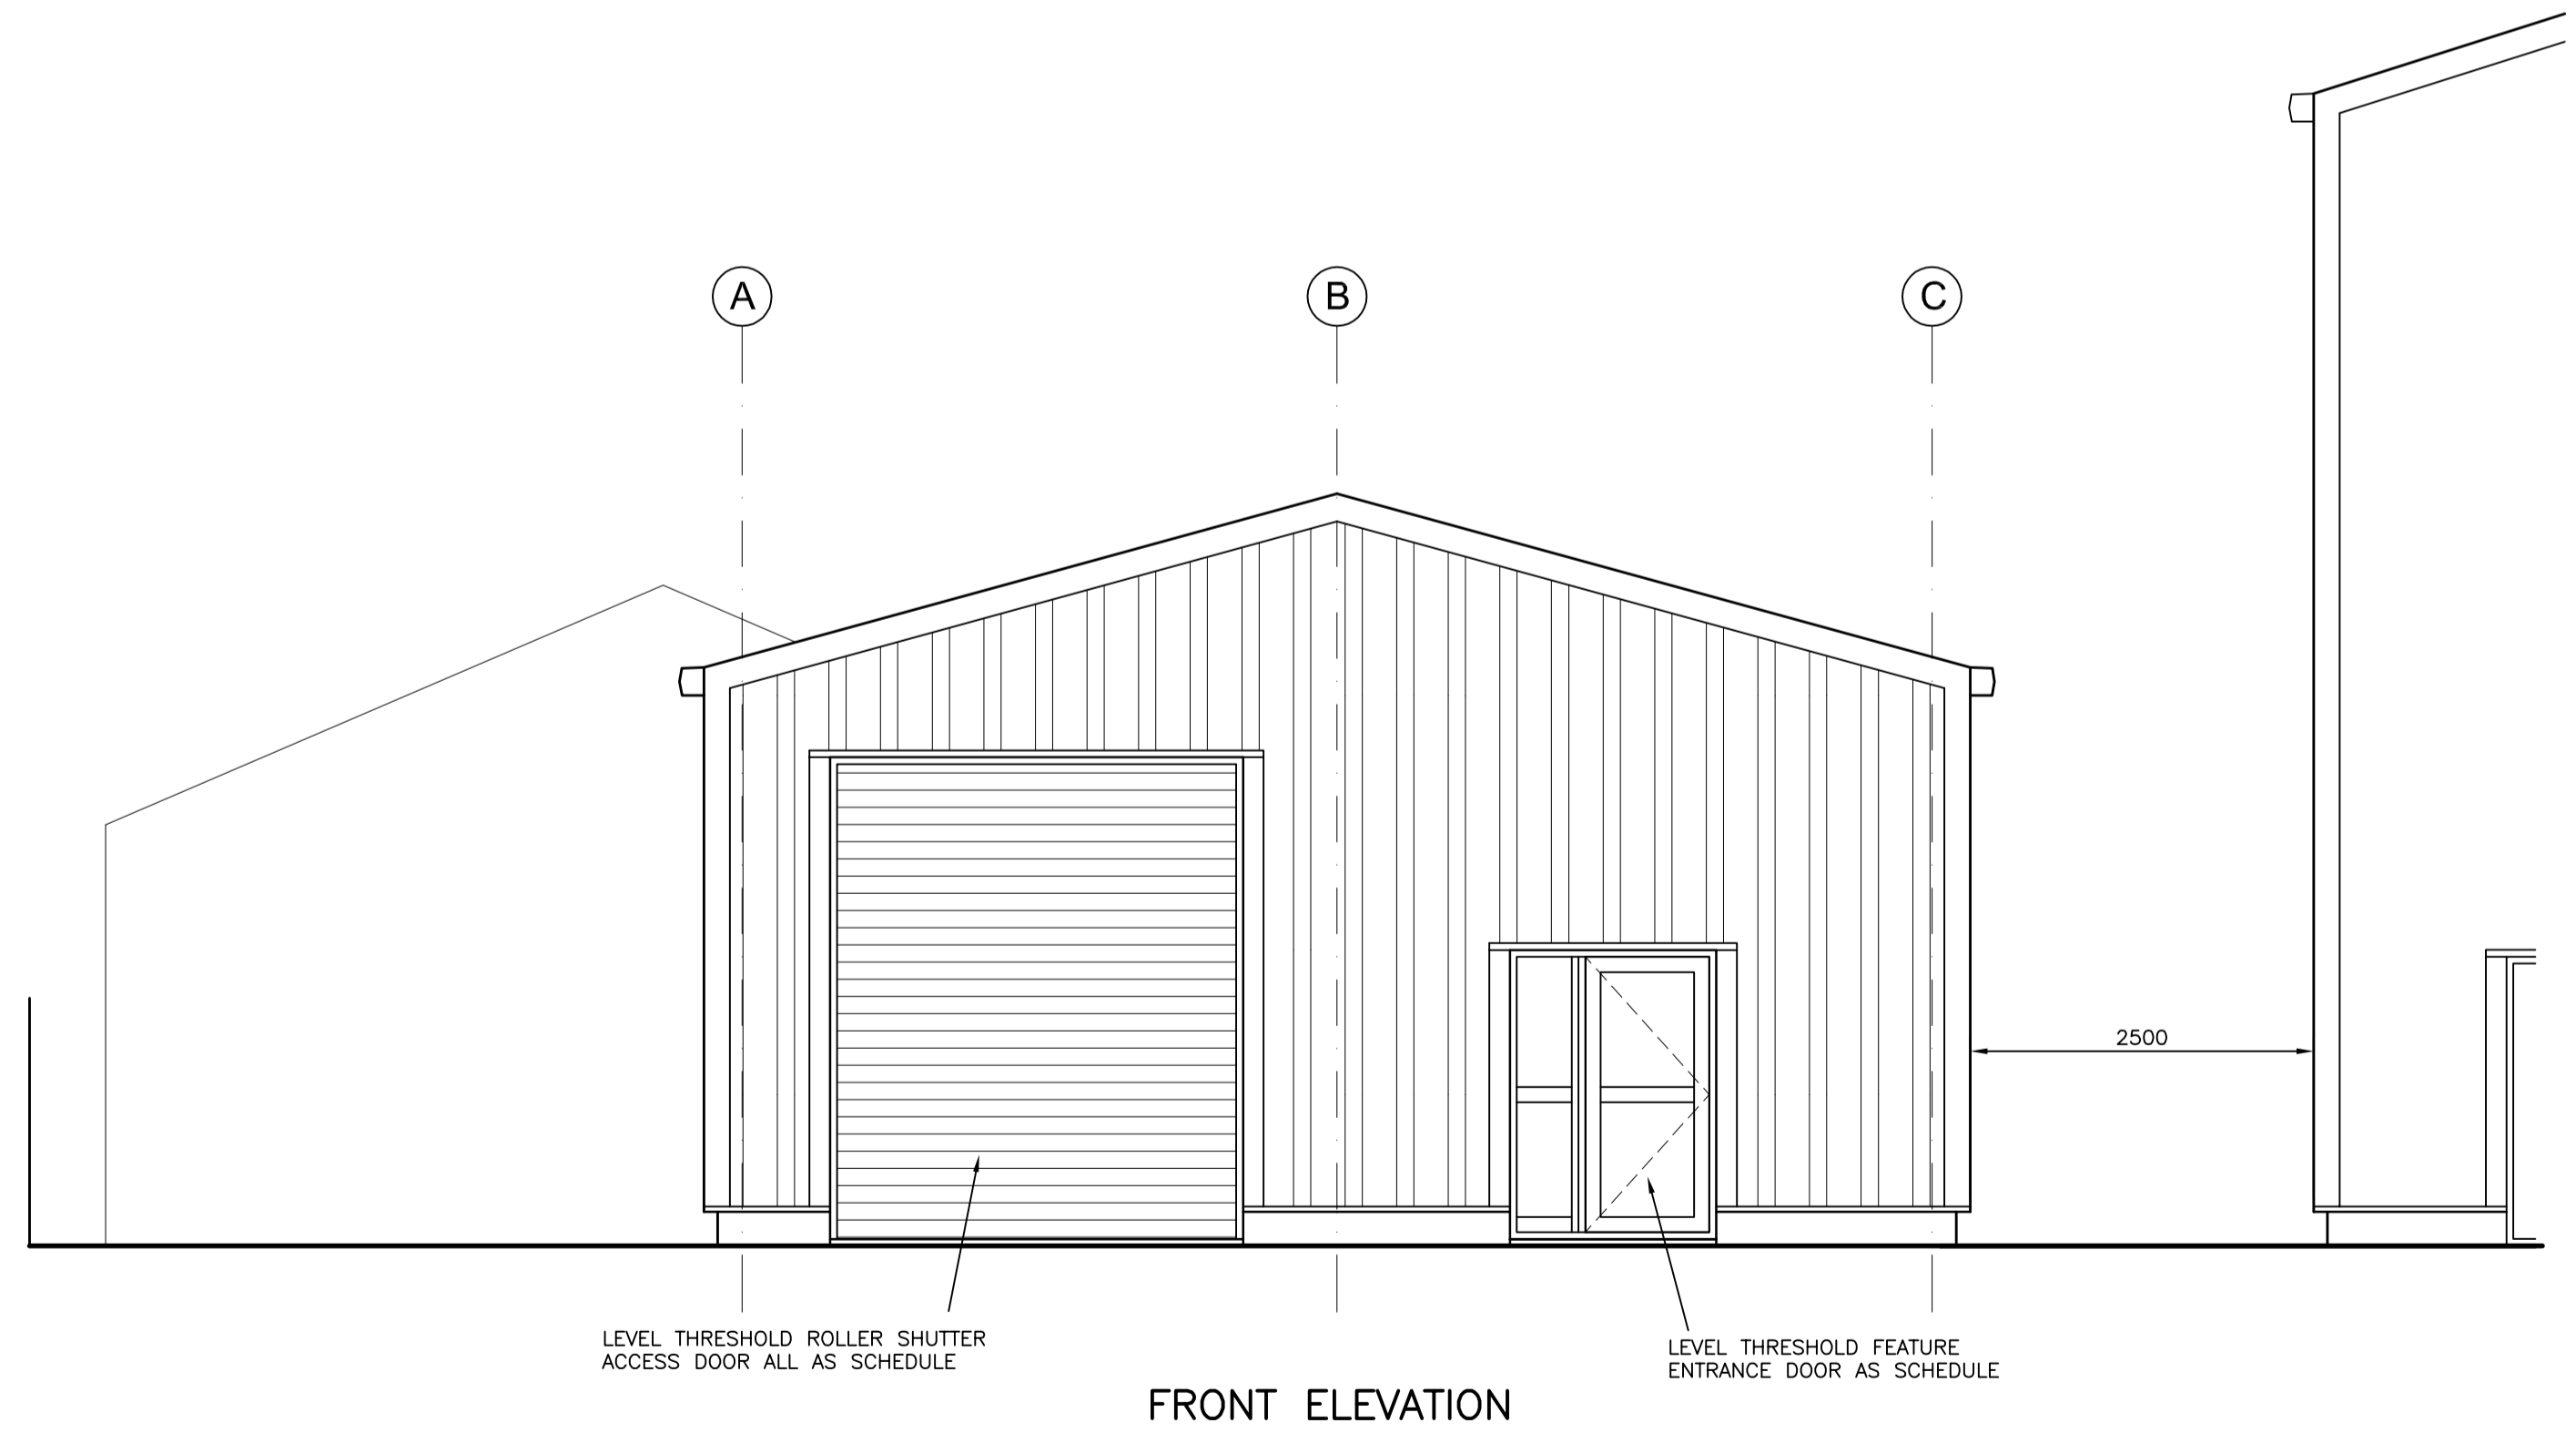 A
B
C
2500
LEVEL THRESHOLD ROLLER SHUTTER
ACCESS DOOR ALL AS SCHEDULE
LEVEL THRESHOLD FEATURE
ENTRANCE DOOR AS SCHEDULE
FRONT ELEVATION